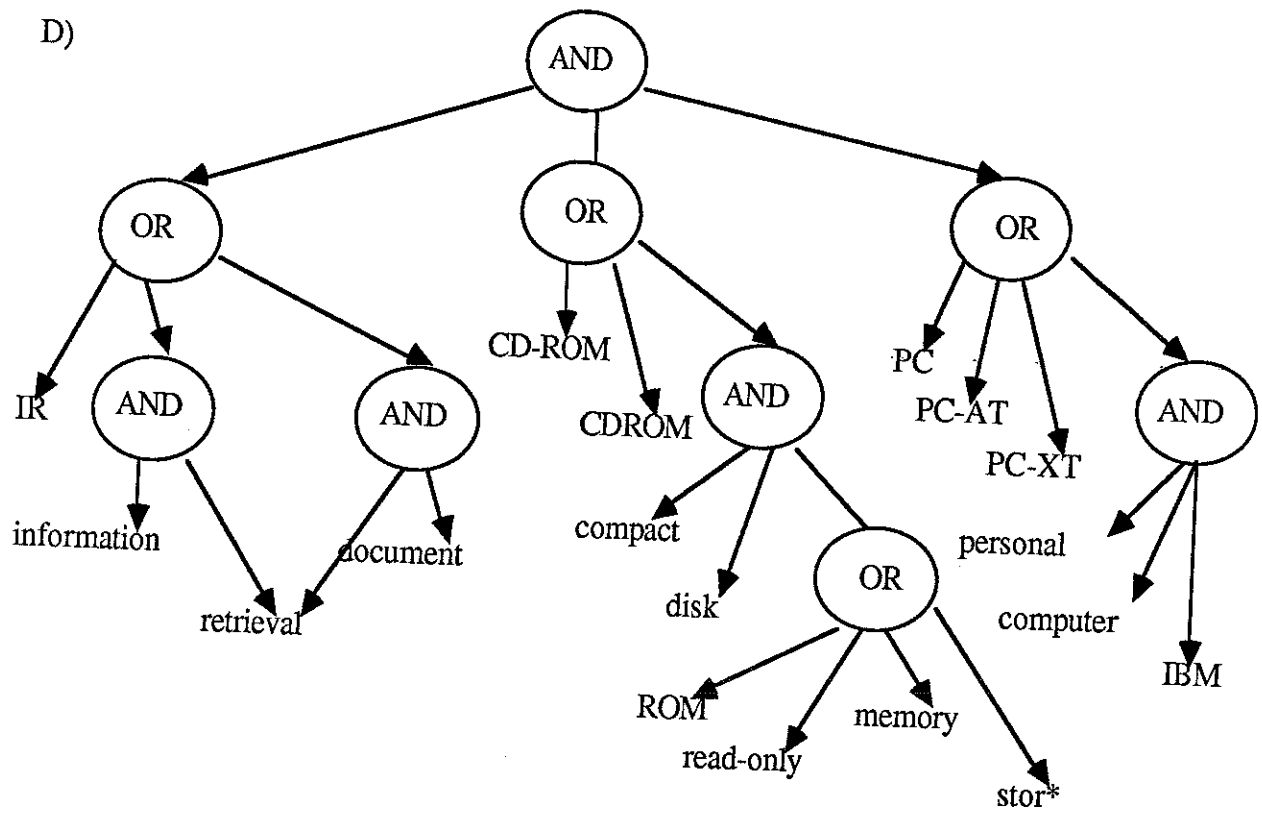 D)
AND
OR
OR
OR
CD-ROM
PC
IR
AND
AND
CDROM
AND
PC-AT
AND
PC-XT
information
document
compact
personal
retrieval
disk
OR
computer
IBM
ROM
memory
read-only
stor*